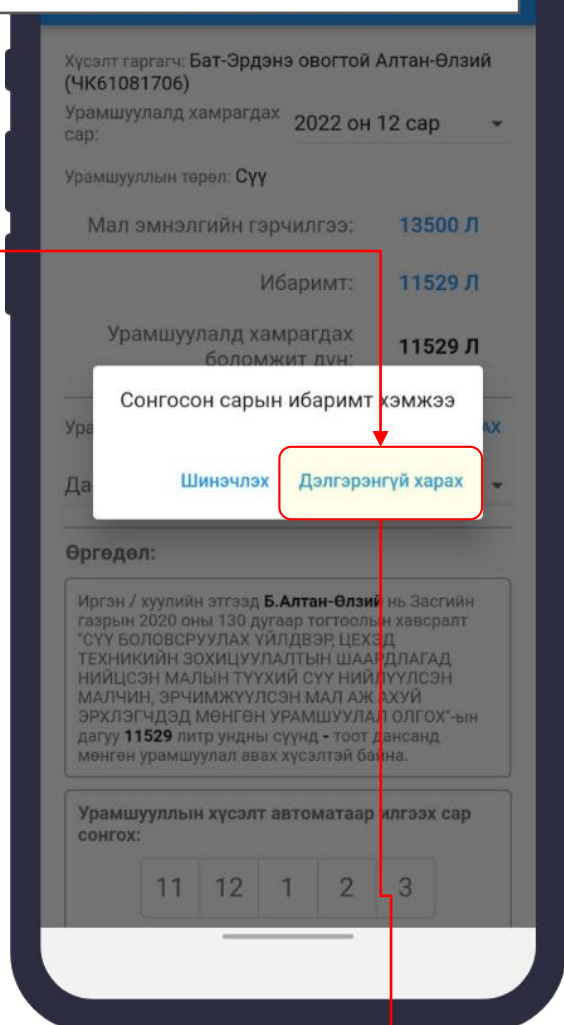 Хүсэлт гаргагч: Бат-Эрдэнэ овогтой Алтан-Өлзий
(ЧК61081706)
Урамшуулалд хамрагдах
сар:
2022 он 12 сар
Урамшууллын төрөл: Сүү
Мал эмнэлгийн гэрчилгээ: 13500 Л
Ибаримт: 11529 Л
Урамшуулалд хамрагдах
боломжит дүн:
11529 Л
Сонгосон сарын ибаримт хэмжээ
Ура
АХ
Шинэчлэх Дэлгэрэнгүй харах
Да
Өргөдөл:
Иргэн / хуулийн этгээд Б.Алтан-Өлзий нь Засгийн
газрын 2020 оны 130 дугаар тогтоолын хавсралт
"СҮҮ БОЛОВСРУУЛАХ ҮЙЛДВЭР, ЦЕХЭД
ТЕХНИКИЙН ЗОХИЦУУЛАЛТЫН ШААРДЛАГАД
НИЙЦСЭН МАЛЫН ТҮҮХИЙ СҮҮ НИЙЛҮҮЛСЭН
МАЛЧИН, ЭРЧИМЖҮҮЛСЭН МАЛ АЖ АХУЙ
ЭРХЛЭГЧДЭД МӨНГӨН УРАМШУУЛАЛ ОЛГОХ"-ын
дагуу 11529 литр ундны сүүнд - тоот дансанд
мөнгөн урамшуулал авах хүсэлтэй байна.
Урамшууллын хүсэлт автоматаар илгээх сар
сонгох:
11 12 1 2 3